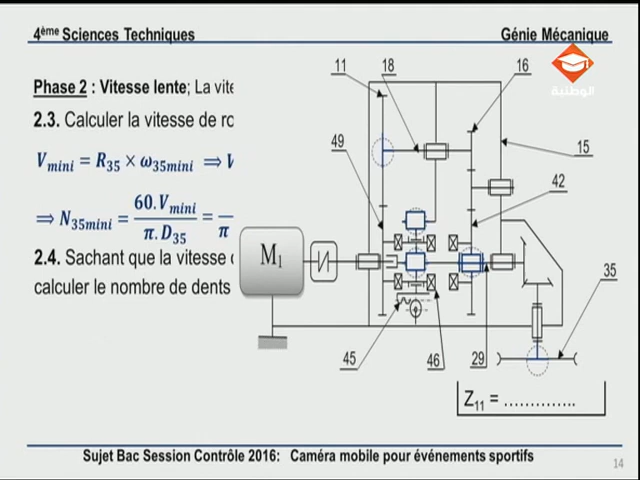 4ème Sciences Techniques
Génie Mécanique
الوطنية
Phase 2 : Vitesse lente; La vite
2.3. Calculer la vitesse de ro
V_mini = R_35 × ω_35mini ⟹ V
⟹ N_35mini = 60.V_mini / π.D_35 = — / π
2.4. Sachant que la vitesse
calculer le nombre de dents
11
18
16
49
15
42
M1
35
45
46
29
Z11 = ..............
Sujet Bac Session Contrôle 2016: Caméra mobile pour événements sportifs
14